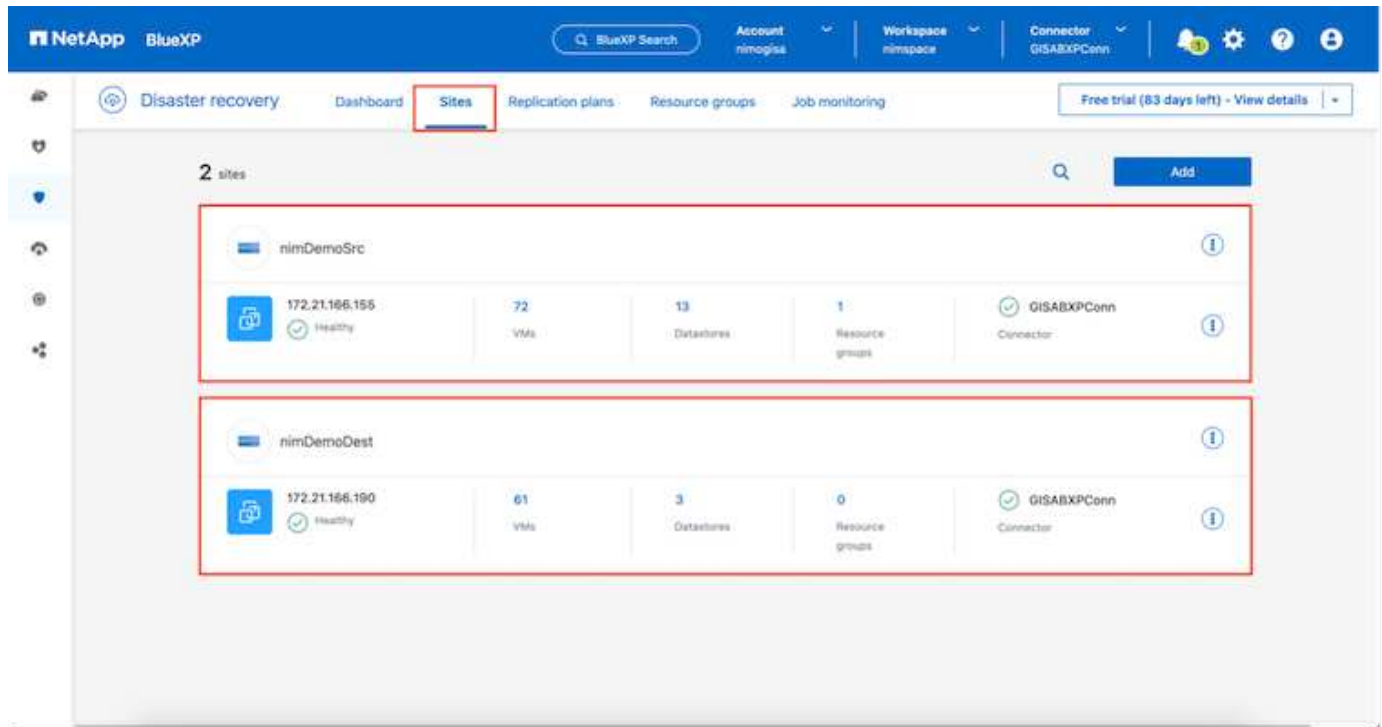 NetApp BlueXP
BlueXP Search
Account
nimogisa
Workspace
nimspace
Connector
GISABXPConn
1
Disaster recovery
Dashboard
Sites
Replication plans
Resource groups
Job monitoring
Free trial (83 days left) - View details
2 sites
Add
nimDemoSrc
172.21.166.155
Healthy
72
VMs
13
Datastores
1
Resource
groups
GISABXPConn
Connector
nimDemoDest
172.21.166.190
Healthy
61
VMs
3
Datastores
0
Resource
groups
GISABXPConn
Connector